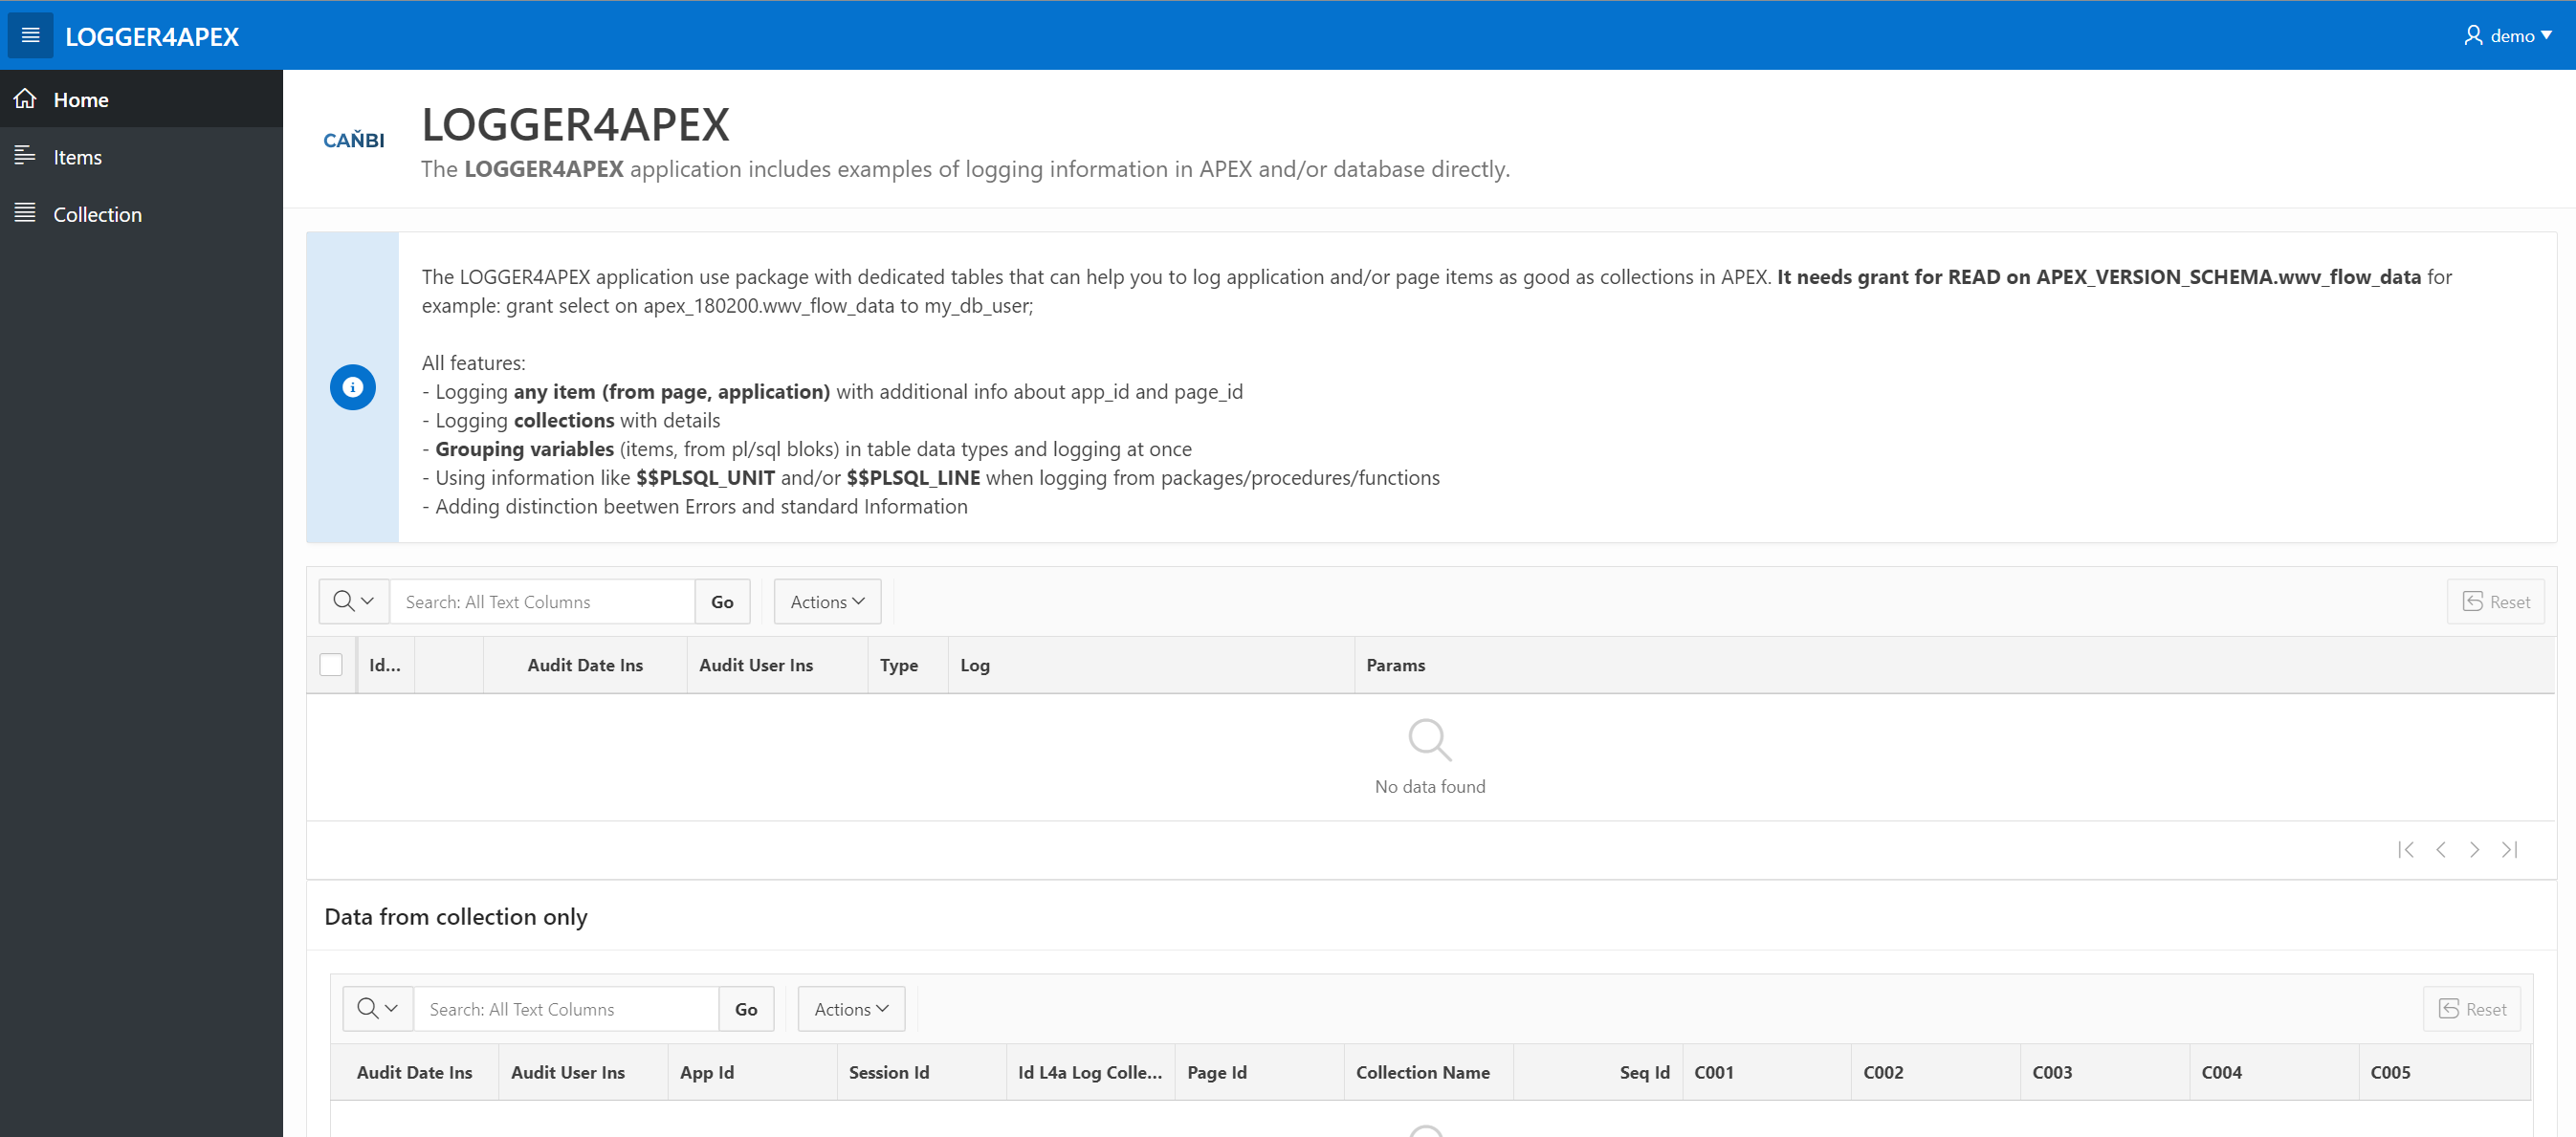 LOGGER4APEX
demo
Home
Items
Collection
CAŇBI
LOGGER4APEX
The LOGGER4APEX application includes examples of logging information in APEX and/or database directly.
The LOGGER4APEX application use package with dedicated tables that can help you to log application and/or page items as good as collections in APEX. It needs grant for READ on APEX_VERSION_SCHEMA.wwv_flow_data for
example: grant select on apex_180200.wwv_flow_data to my_db_user;
All features:
- Logging any item (from page, application) with additional info about app_id and page_id
- Logging collections with details
- Grouping variables (items, from pl/sql bloks) in table data types and logging at once
- Using information like $$PLSQL_UNIT and/or $$PLSQL_LINE when logging from packages/procedures/functions
- Adding distinction beetwen Errors and standard Information
Search: All Text Columns Go Actions Reset
Id... Audit Date Ins Audit User Ins Type Log Params
No data found
Data from collection only
Search: All Text Columns Go Actions Reset
Audit Date Ins Audit User Ins App Id Session Id Id L4a Log Colle... Page Id Collection Name Seq Id C001 C002 C003 C004 C005